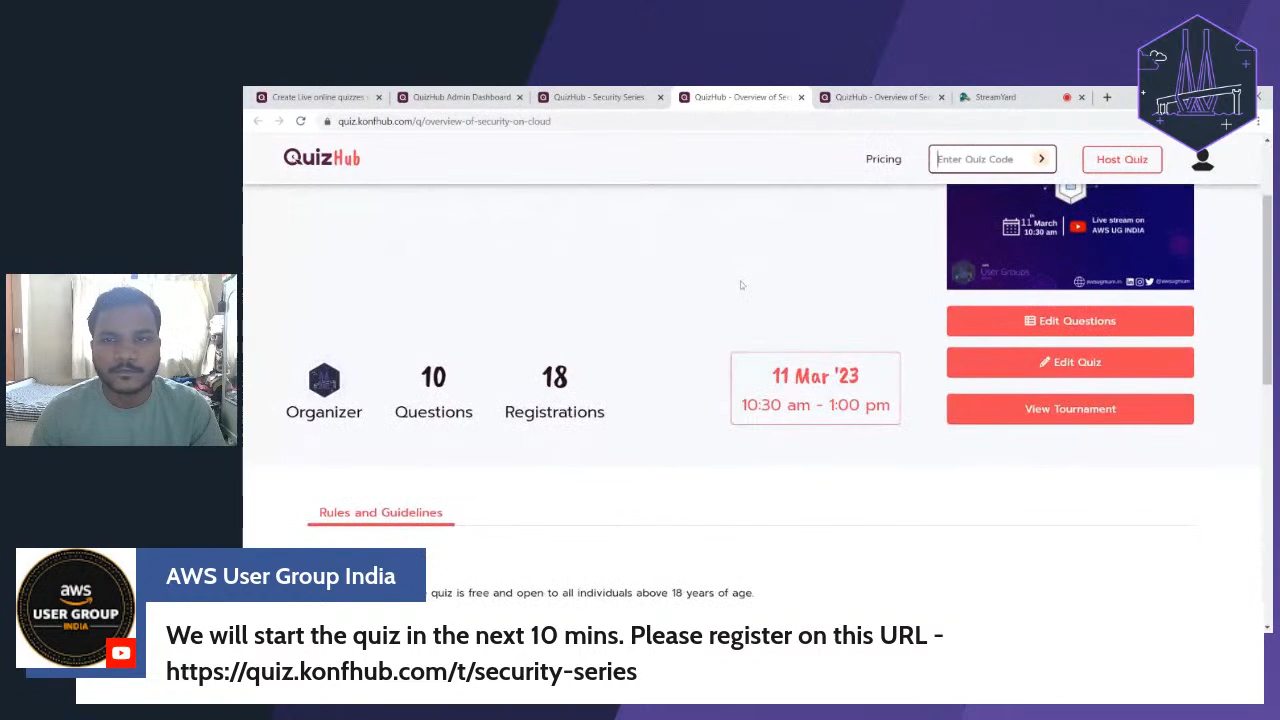 Create Live online quizzes
QuizHub Admin Dashboard
QuizHub - Security Series
QuizHub - Overview of Sec
QuizHub - Overview of Sec
StreamYard
quiz.konfhub.com/q/overview-of-security-on-cloud
QuizHub
Pricing
Enter Quiz Code
Host Quiz
11 March
10:30 am
Live stream on
AWS UG INDIA
User Groups
Edit Questions
Edit Quiz
View Tournament
10
18
Organizer
Questions
Registrations
11 Mar '23
10:30 am - 1:00 pm
Rules and Guidelines
quiz is free and open to all individuals above 18 years of age.
aws
USER GROUP
INDIA
AWS User Group India
We will start the quiz in the next 10 mins. Please register on this URL -
https://quiz.konfhub.com/t/security-series